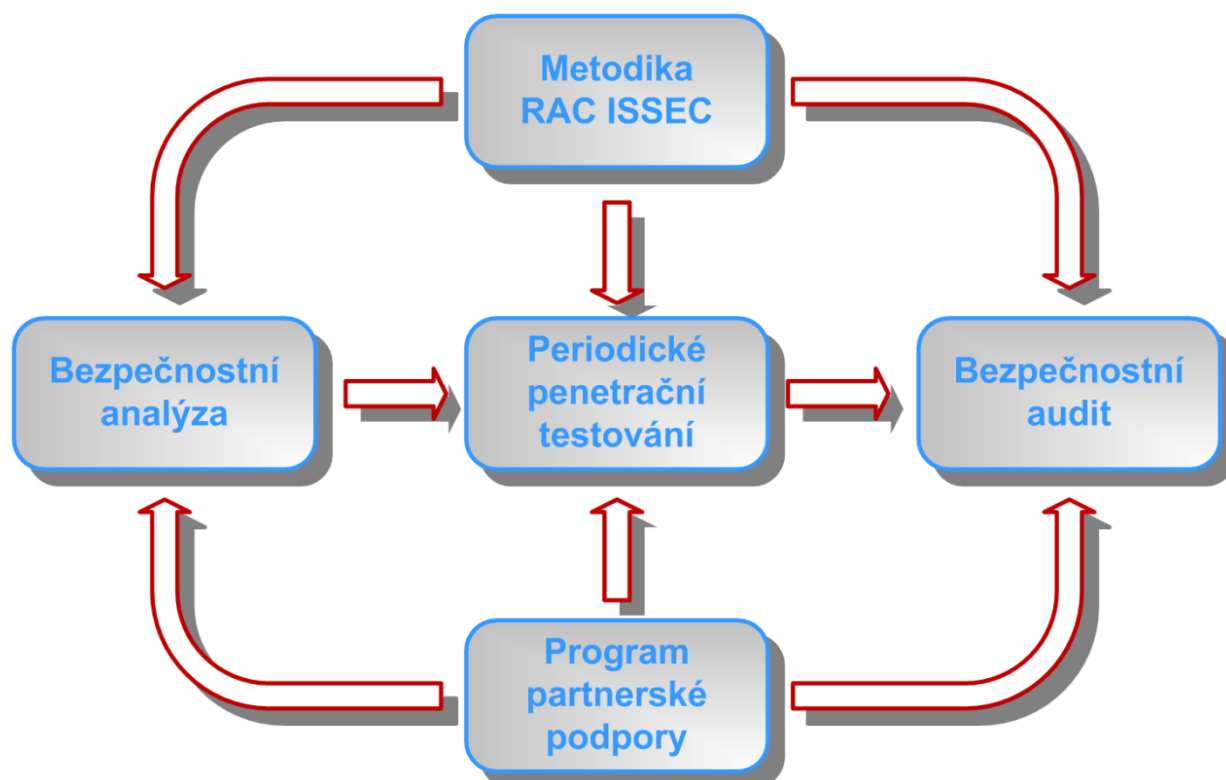 Metodika
RAC ISSEC
Bezpečnostní
analýza
Periodické
penetrační
testování
Bezpečnostní
audit
Program
partnerské
podpory